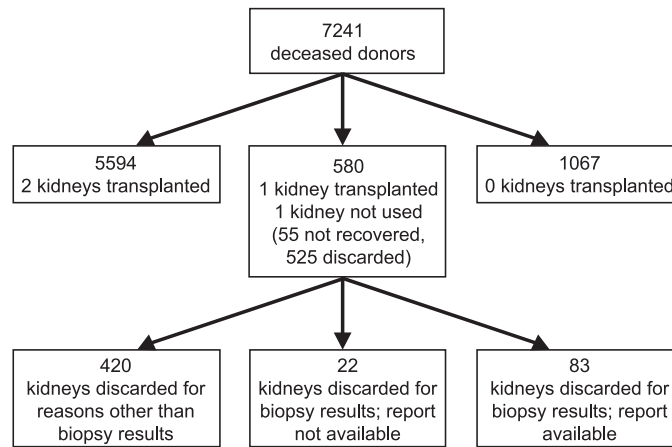 7241
deceased donors
5594
2 kidneys transplanted
580
1 kidney transplanted
1 kidney not used
(55 not recovered,
525 discarded)
1067
0 kidneys transplanted
420
kidneys discarded for
reasons other than
biopsy results
22
kidneys discarded for
biopsy results; report
not available
83
kidneys discarded for
biopsy results; report
available